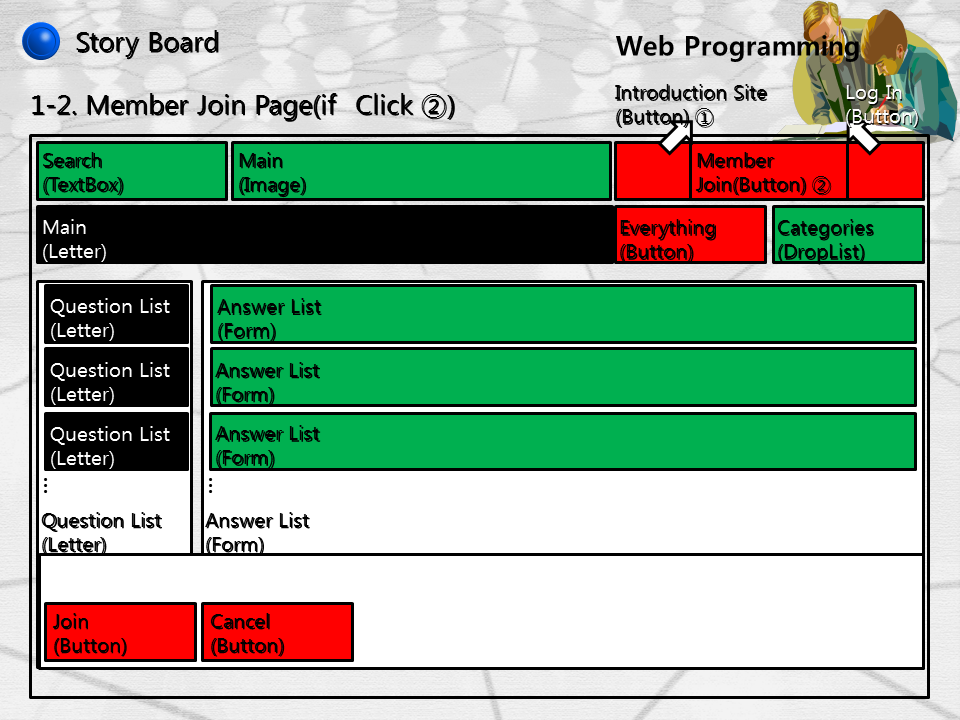 Story Board
Web Programming
1-2. Member Join Page(if Click ②)
Introduction Site
(Button) ①
Log In
(Button)
Search
(TextBox)
Main
(Image)
Member
Join(Button) ②
Main
(Letter)
Everything
(Button)
Categories
(DropList)
Question List
(Letter)
Answer List
(Form)
Question List
(Letter)
Answer List
(Form)
Question List
(Letter)
Answer List
(Form)
⋮
⋮
Question List
(Letter)
Answer List
(Form)
Join
(Button)
Cancel
(Button)